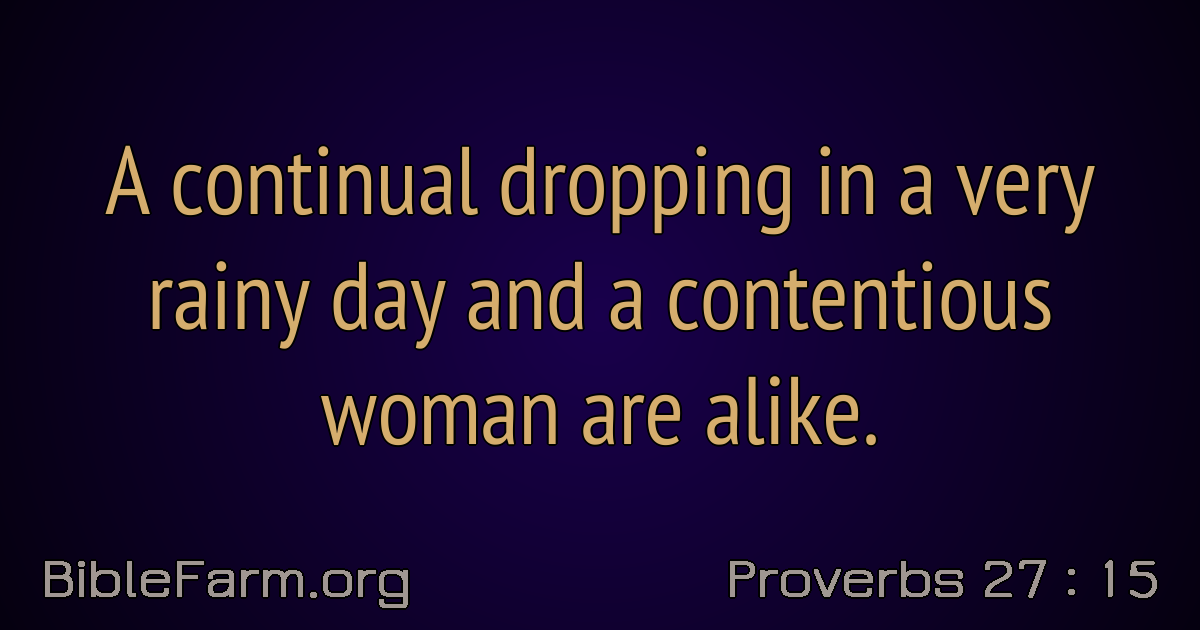 A continual dropping in a very
rainy day and a contentious
woman are alike.
BibleFarm.org
Proverbs 27 : 15